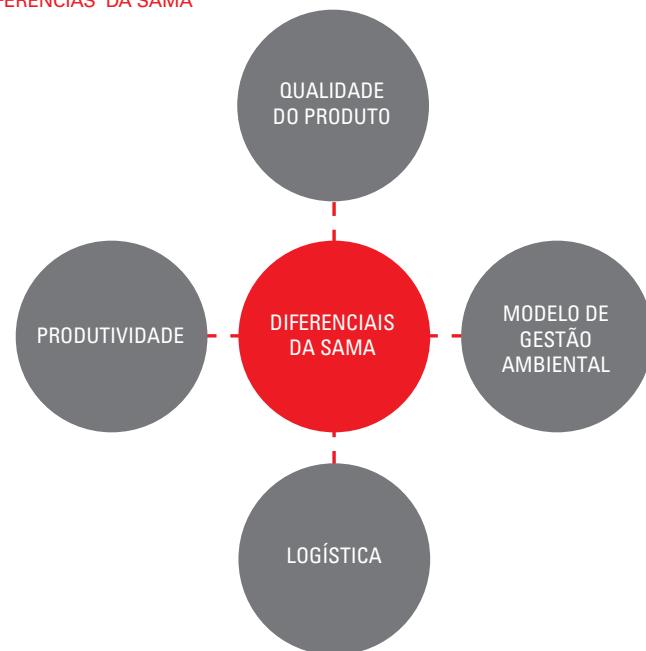 FERENCIAS DA SAMA
QUALIDADE
DO PRODUTO
PRODUTIVIDADE
DIFERENCIAIS
DA SAMA
MODELO DE
GESTÃO
AMBIENTAL
LOGÍSTICA